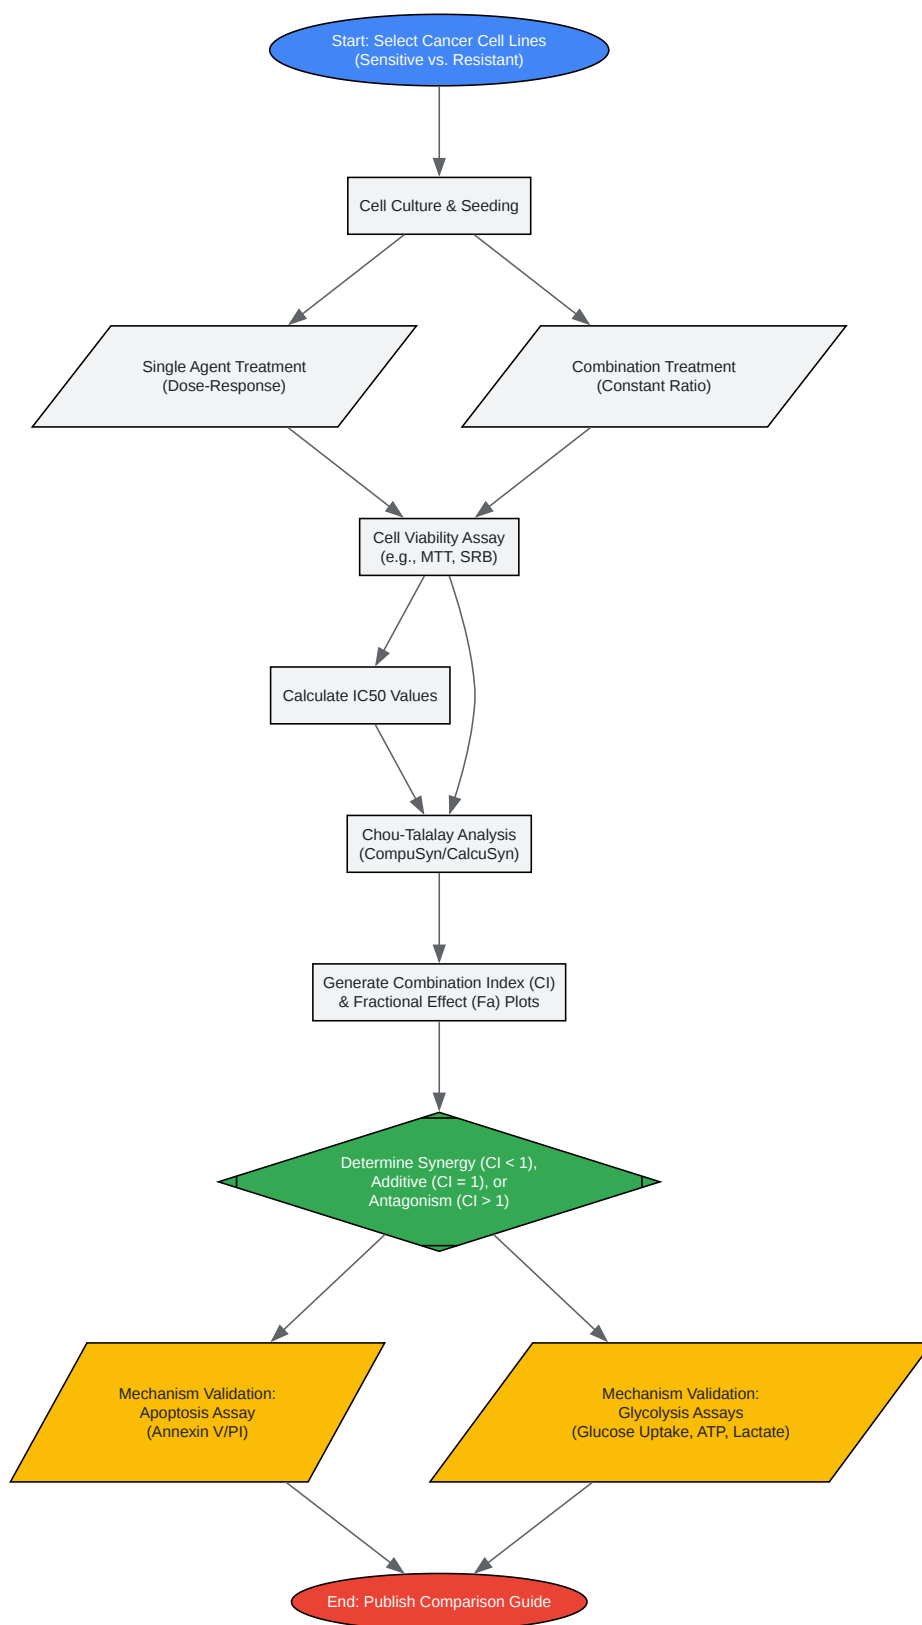 Start: Select Cancer Cell Lines
(Sensitive vs. Resistant)
Cell Culture & Seeding
Single Agent Treatment
(Dose-Response)
Combination Treatment
(Constant Ratio)
Cell Viability Assay
(e.g., MTT, SRB)
Calculate IC50 Values
Chou-Talalay Analysis
(CompuSyn/CalcuSyn)
Generate Combination Index (CI)
& Fractional Effect (Fa) Plots
Determine Synergy (CI < 1),
Additive (CI = 1), or
Antagonism (CI > 1)
Mechanism Validation:
Apoptosis Assay
(Annexin V/PI)
Mechanism Validation:
Glycolysis Assays
(Glucose Uptake, ATP, Lactate)
End: Publish Comparison Guide